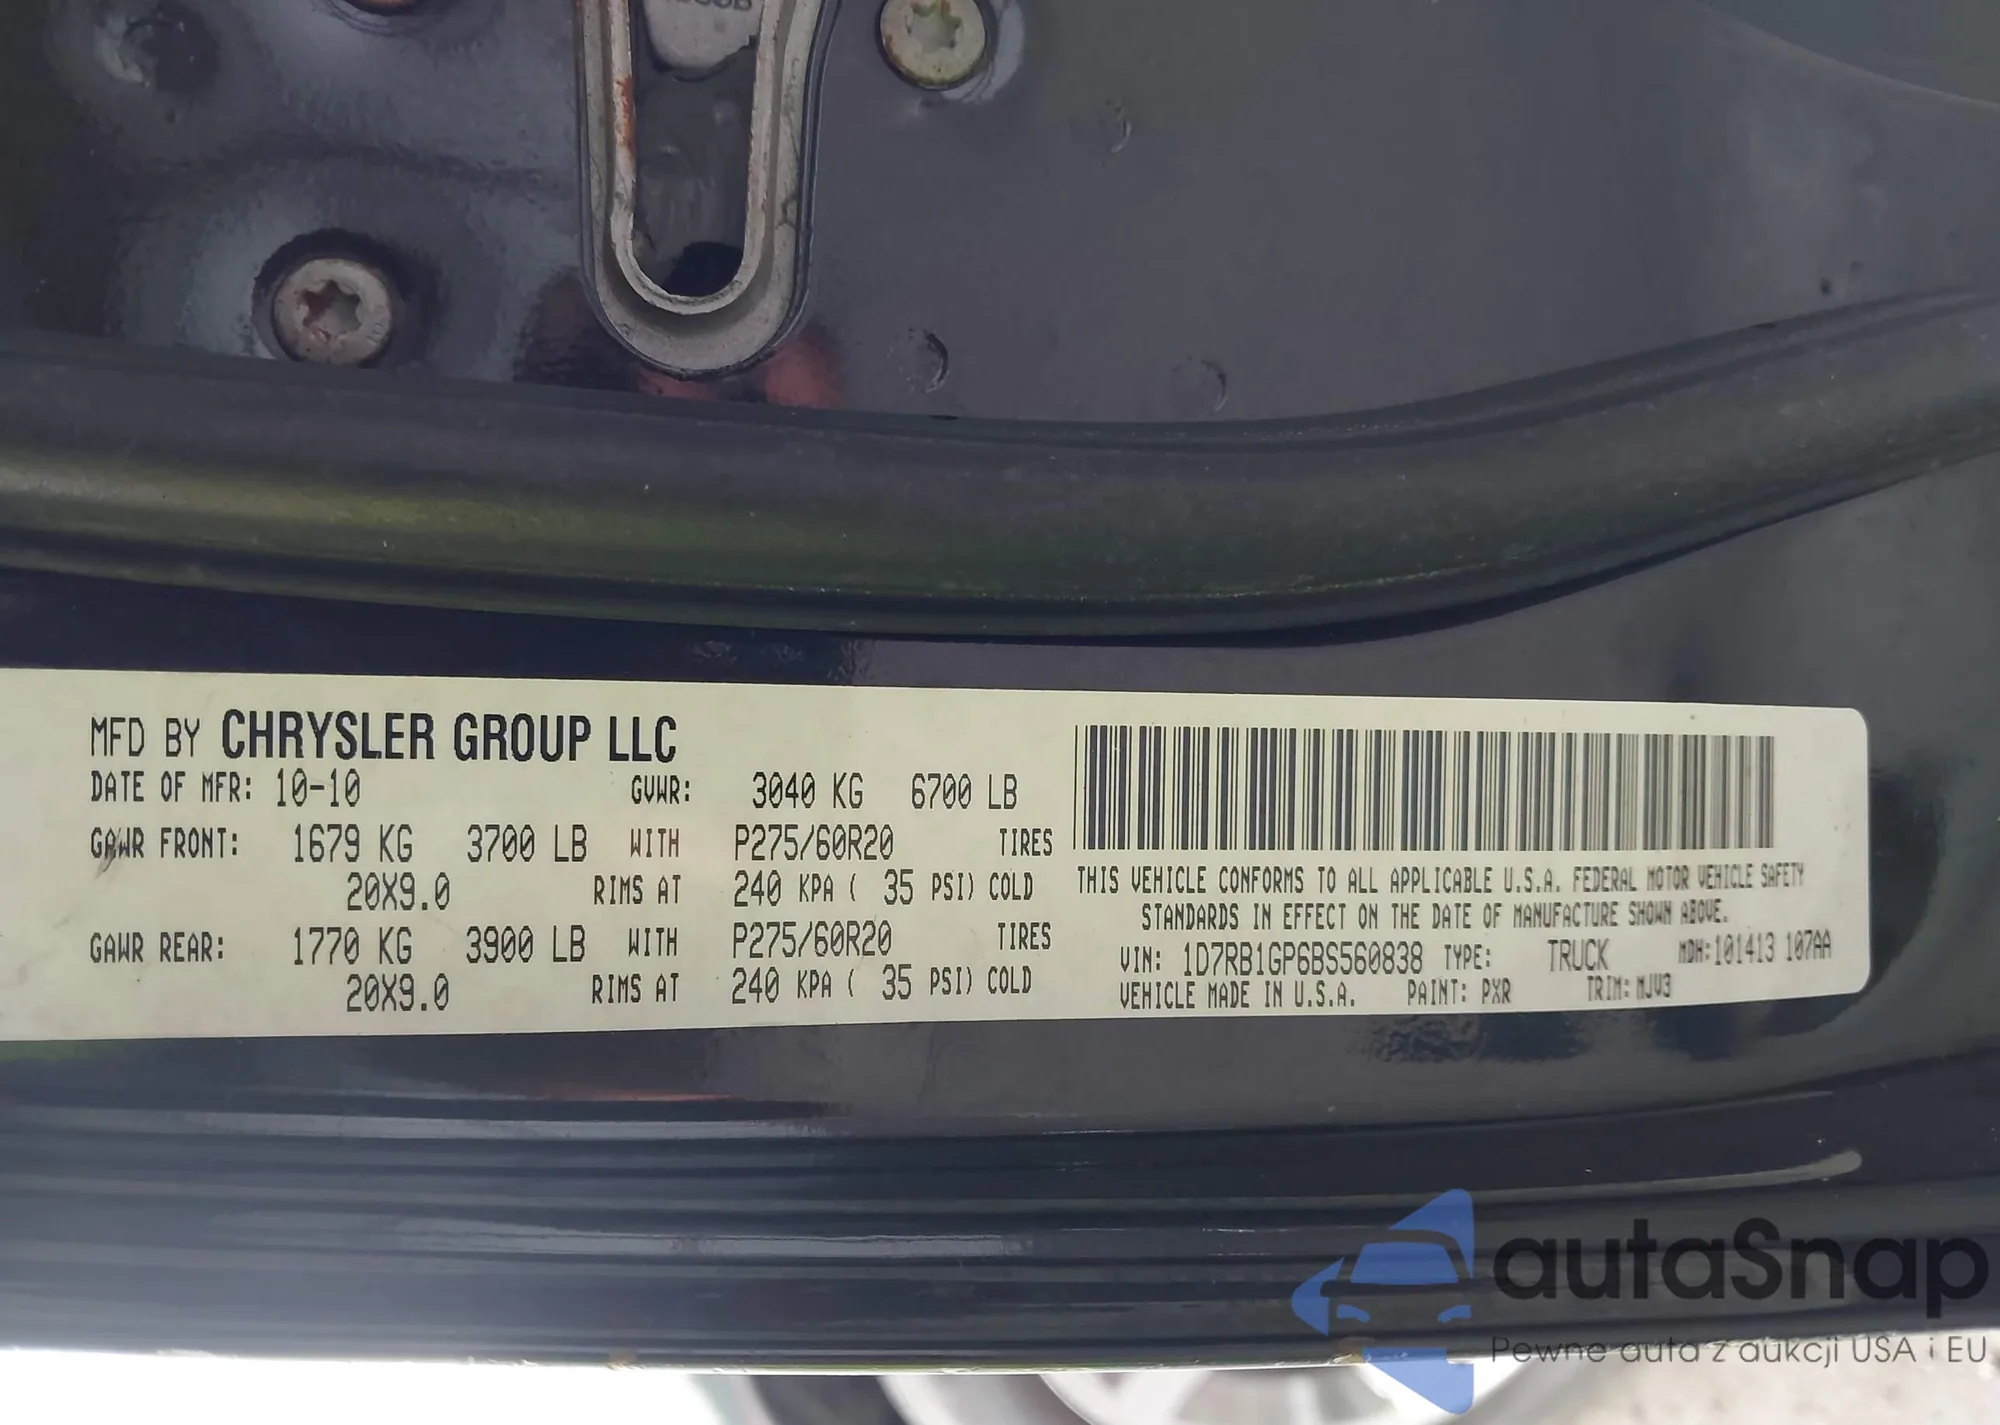 MFD BY CHRYSLER GROUP LLC
DATE OF MFR: 10-10 GVWR: 3040 KG 6700 LB
GAWR FRONT: 1679 KG 3700 LB WITH P275/60R20 TIRES
20X9.0 RIMS AT 240 KPA ( 35 PSI) COLD
GAWR REAR: 1770 KG 3900 LB WITH P275/60R20 TIRES
20X9.0 RIMS AT 240 KPA ( 35 PSI) COLD
THIS VEHICLE CONFORMS TO ALL APPLICABLE U.S.A. FEDERAL MOTOR VEHICLE SAFETY
STANDARDS IN EFFECT ON THE DATE OF MANUFACTURE SHOWN ABOVE.
VIN: 1D7RB1GP6BS560838 TYPE: TRUCK MDH:101413 107AA
VEHICLE MADE IN U.S.A. PAINT: PXR TRIM: MJV3
autaSnap
Pewne auta z aukcji USA i EU